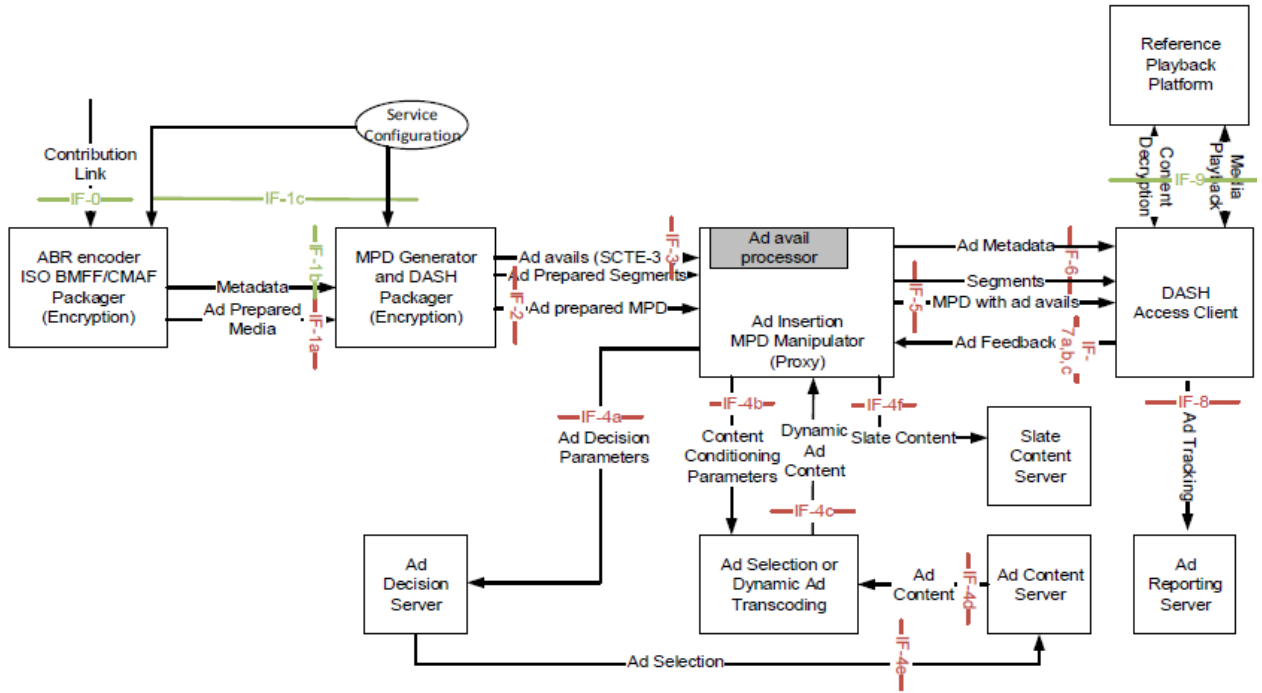 Reference
Playback
Platform
Service
Configuration
Contribution
Link
Content
Decryption
Media
Playback
IF-9
IF-0
IF-1c
ABR encoder
ISO BMFF/CMAF
Packager
(Encryption)
IF-1b
Metadata
Ad Prepared
Media
IF-1a
MPD Generator
and DASH
Packager
(Encryption)
IF-3
Ad avails (SCTE-3
Ad Prepared Segments
IF-2
Ad prepared MPD
Ad avail
processor
Ad Insertion
MPD Manipulator
(Proxy)
Ad Metadata
IF-6
Segments
IF-5
MPD with ad avails
Ad Feedback
IF-
7a,b,c
DASH
Access Client
IF-4a
Ad Decision
Parameters
IF-4b
Content
Conditioning
Parameters
Dynamic
Ad
Content
IF-4c
IF-4f
Slate Content
Slate
Content
Server
IF-8
Ad Tracking
Ad
Decision
Server
Ad Selection or
Dynamic Ad
Transcoding
Ad
Content
IF-4d
Ad Content
Server
Ad
Reporting
Server
IF-4e
Ad Selection